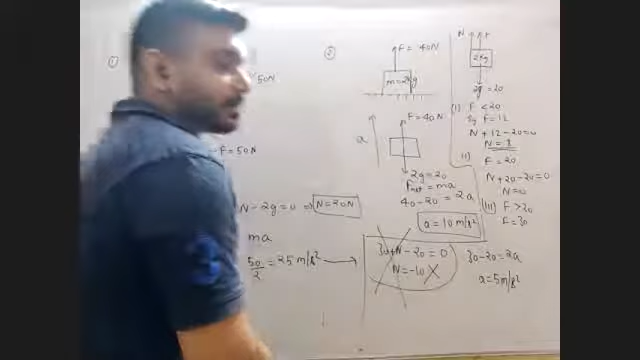 ①
50N
F = 50N
N - 2g = 0 ⇒ N = 20N
ma
50/2 = 25 m/s² →
②
F = 40N
m = 2kg
F = 40N
a
2g = 20
Fnet = ma
40 - 20 = 2a
a = 10 m/s²
30 + N - 20 = 0
N = -10 X
N F
2kg
2g = 20
(I) F < 20
Eg F = 12
N + 12 - 20 = 0
N = 8
II) F = 20
N + 20 - 20 = 0
N = 0
(III) F > 20
F = 30
30 - 20 = 2a
a = 5 m/s²